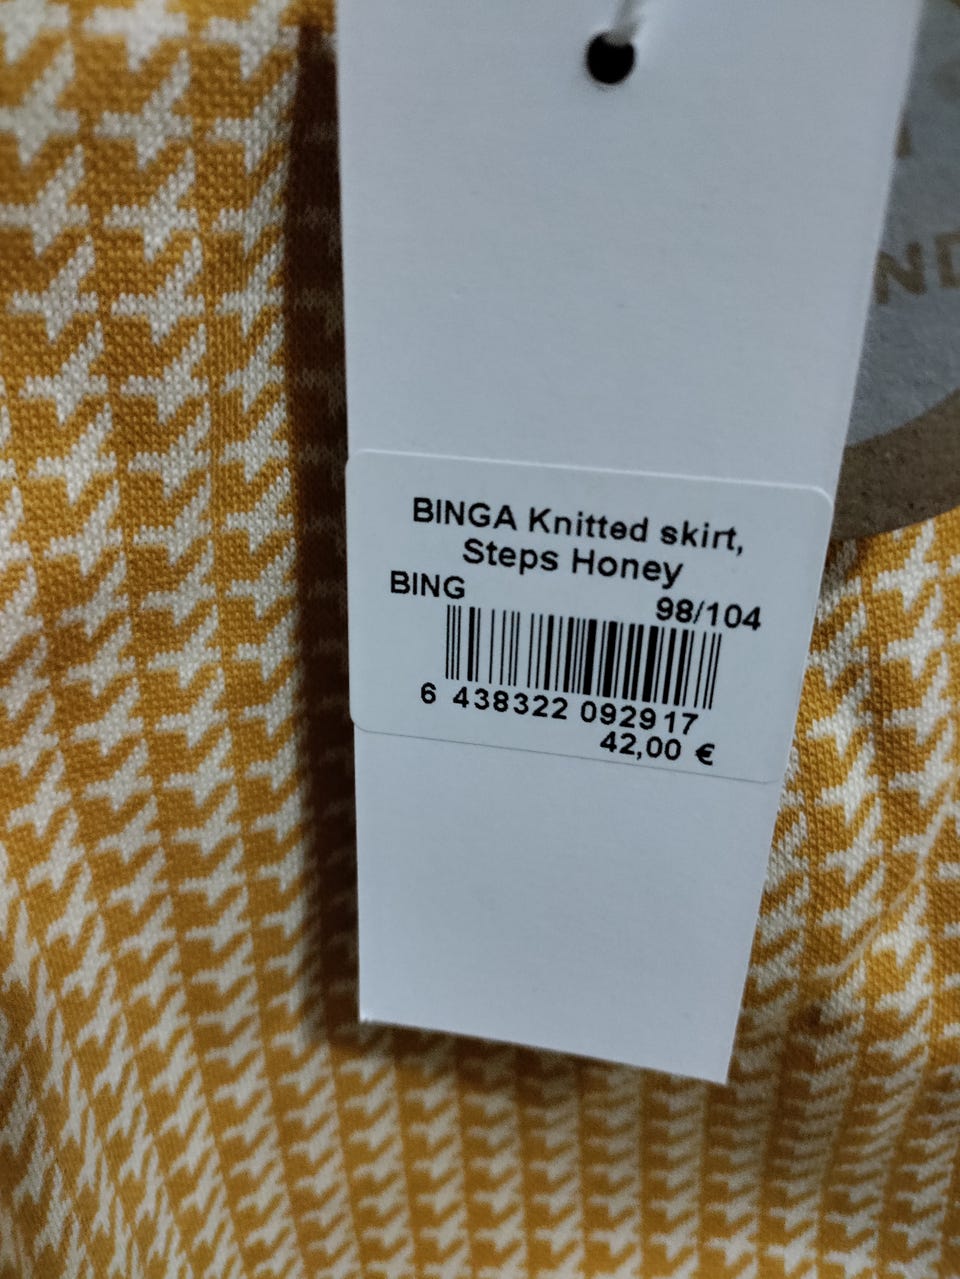 BINGA Knitted skirt,
Steps Honey
BING
98/104
6 438322 092917
42,00 €